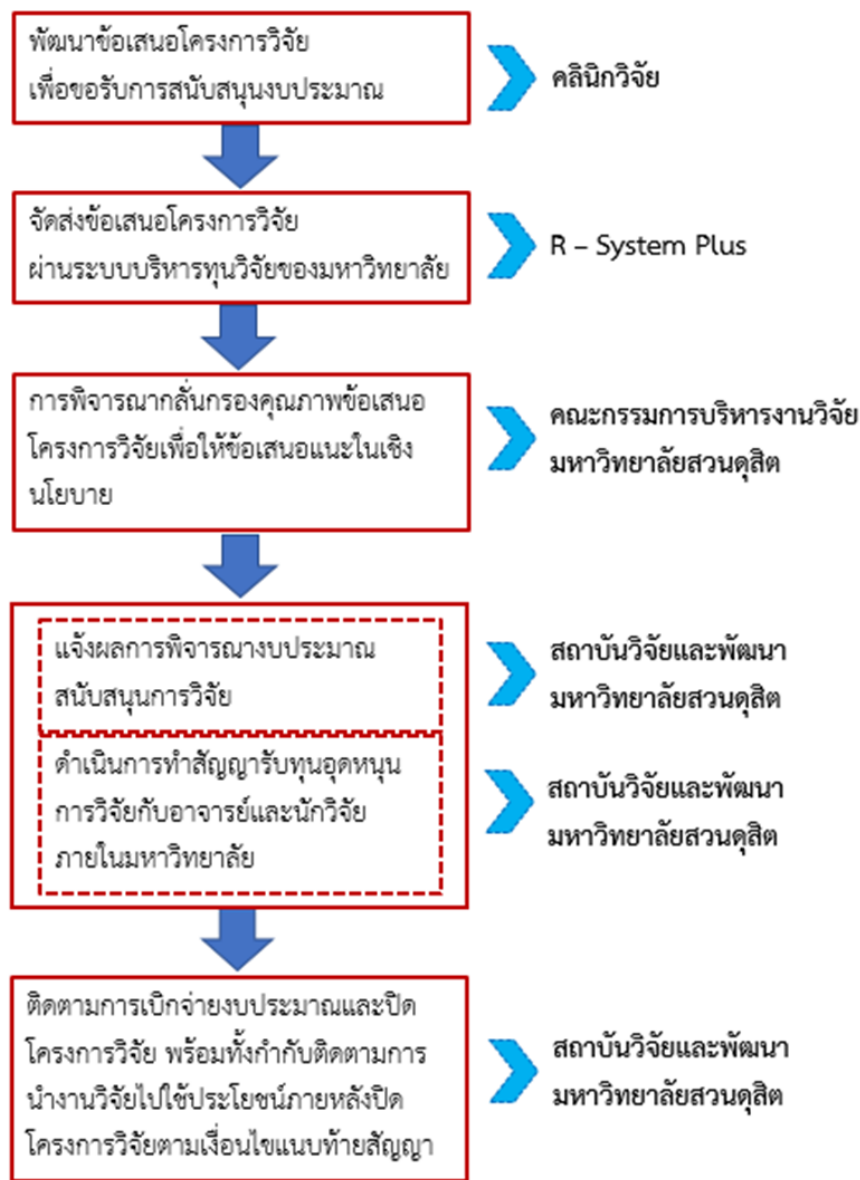 พัฒนาข้อเสนอโครงการวิจัย
เพื่อขอรับการสนับสนุนงบประมาณ
คลินิกวิจัย
จัดส่งข้อเสนอโครงการวิจัย
ผ่านระบบบริหารทุนวิจัยของมหาวิทยาลัย
R – System Plus
การพิจารณากลั่นกรองคุณภาพข้อเสนอ
โครงการวิจัยเพื่อให้ข้อเสนอแนะในเชิง
นโยบาย
คณะกรรมการบริหารงานวิจัย
มหาวิทยาลัยสวนดุสิต
แจ้งผลการพิจารณางบประมาณ
สนับสนุนการวิจัย
สถาบันวิจัยและพัฒนา
มหาวิทยาลัยสวนดุสิต
ดำเนินการทำสัญญารับทุนอุดหนุน
การวิจัยกับอาจารย์และนักวิจัย
ภายในมหาวิทยาลัย
สถาบันวิจัยและพัฒนา
มหาวิทยาลัยสวนดุสิต
ติดตามการเบิกจ่ายงบประมาณและปิด
โครงการวิจัย พร้อมทั้งกำกับติดตามการ
นำงานวิจัยไปใช้ประโยชน์ภายหลังปิด
โครงการวิจัยตามเงื่อนไขแนบท้ายสัญญา
สถาบันวิจัยและพัฒนา
มหาวิทยาลัยสวนดุสิต